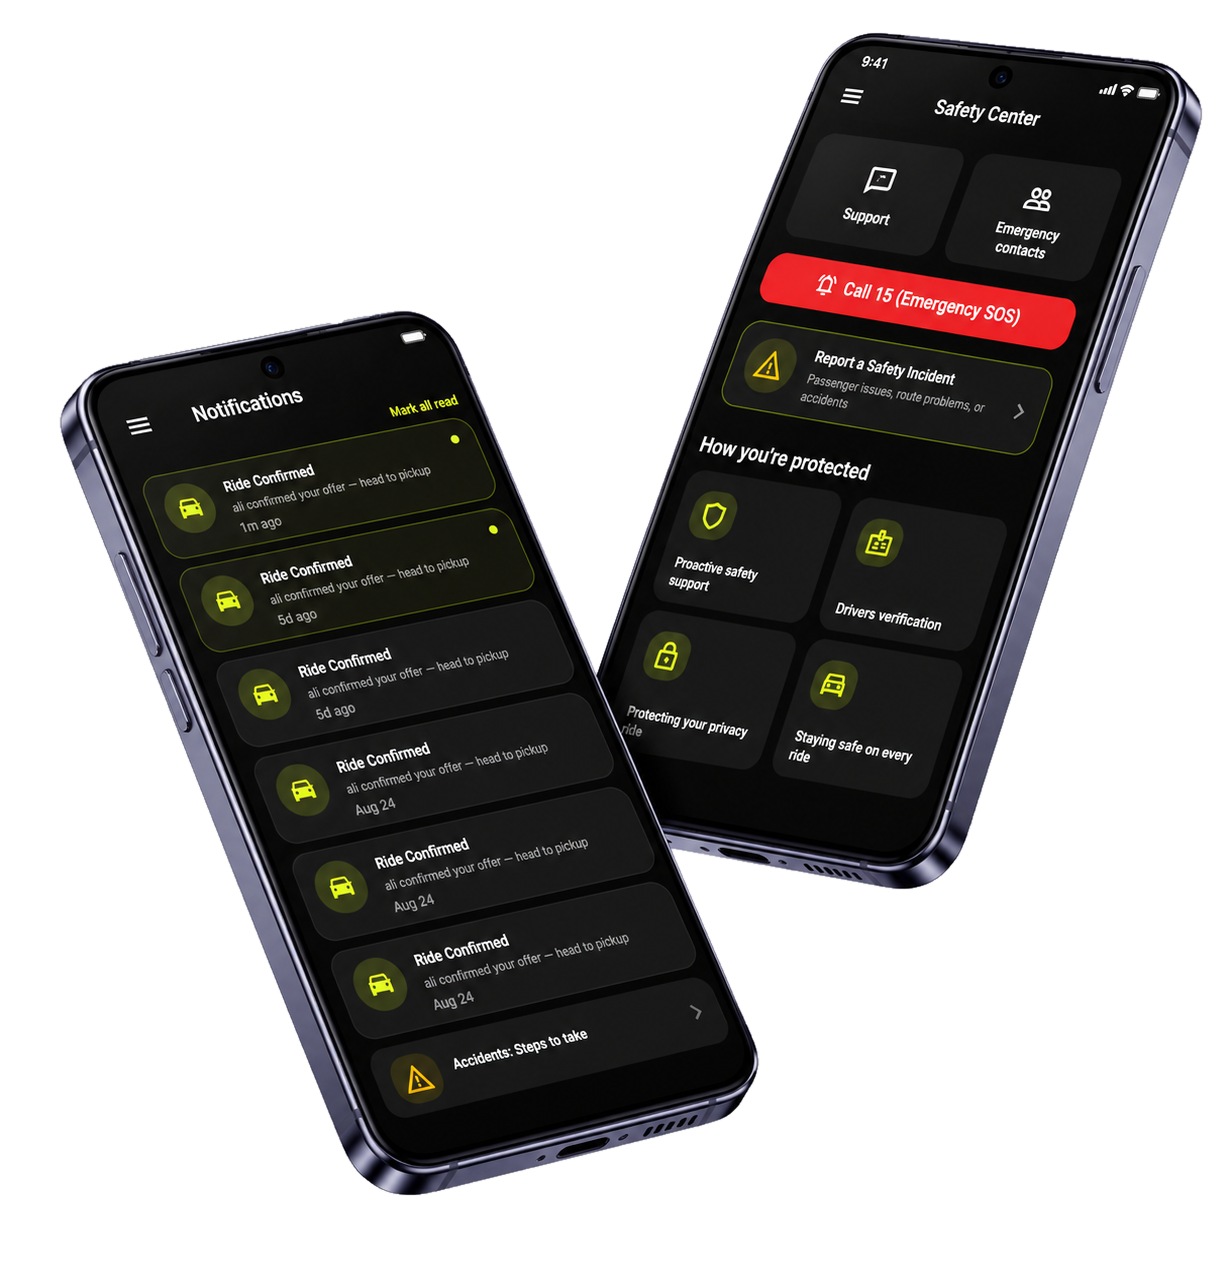 Notifications
Mark all read
Ride Confirmed
ali confirmed your offer — head to pickup
1m ago
Ride Confirmed
ali confirmed your offer — head to pickup
5d ago
Ride Confirmed
ali confirmed your offer — head to pickup
5d ago
Ride Confirmed
ali confirmed your offer — head to pickup
Aug 24
Ride Confirmed
ali confirmed your offer — head to pickup
Aug 24
Ride Confirmed
ali confirmed your offer — head to pickup
Aug 24
Accidents: Steps to take
9:41
Safety Center
Support
Emergency
contacts
Call 15 (Emergency SOS)
Report a Safety Incident
Passenger issues, route problems, or
accidents
How you're protected
Proactive safety
support
Drivers verification
Protecting your privacy
ride
Staying safe on every
ride